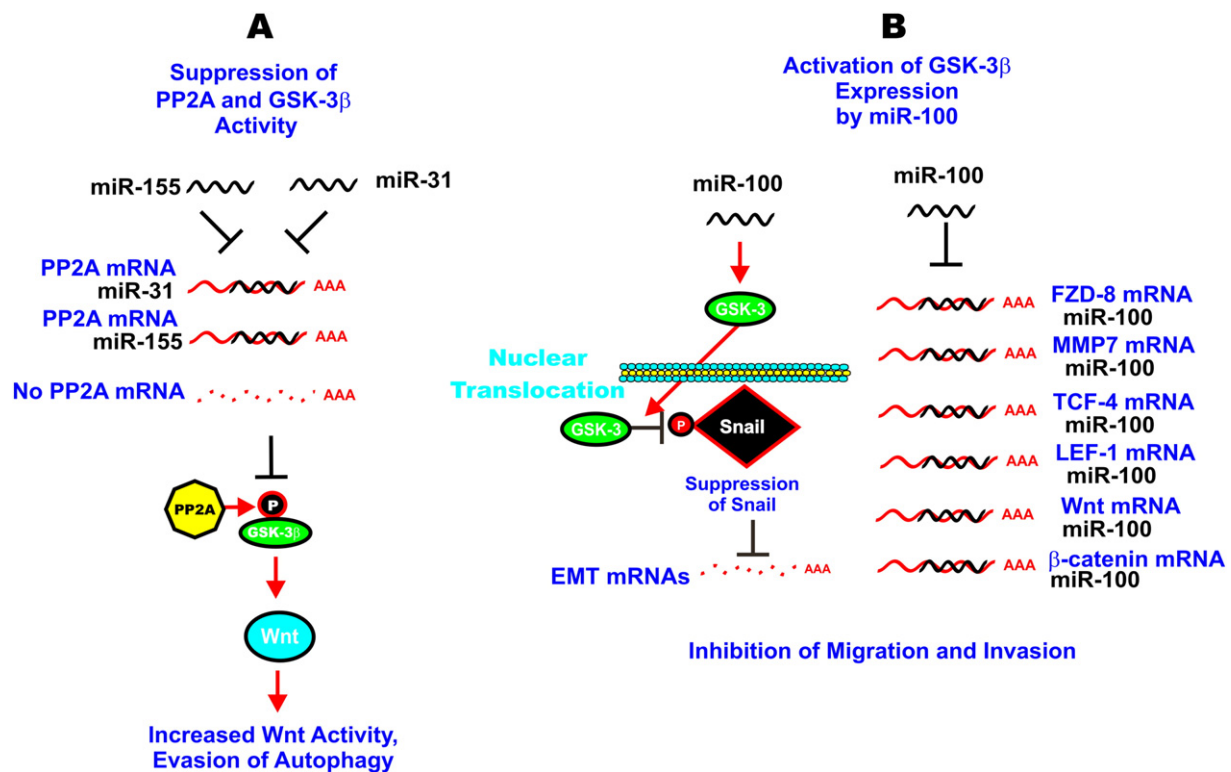 A
Suppression of
PP2A and GSK-3β
Activity
miR-155
miR-31
PP2A mRNA
miR-31
AAA
PP2A mRNA
miR-155
AAA
No PP2A mRNA
AAA
PP2A
P
GSK-3β
Wnt
Increased Wnt Activity,
Evasion of Autophagy
B
Activation of GSK-3β
Expression
by miR-100
miR-100
GSK-3
Nuclear
Translocation
GSK-3
P
Snail
Suppression
of Snail
EMT mRNAs
AAA
miR-100
AAA
FZD-8 mRNA
miR-100
AAA
MMP7 mRNA
miR-100
AAA
TCF-4 mRNA
miR-100
AAA
LEF-1 mRNA
miR-100
AAA
Wnt mRNA
miR-100
AAA
β-catenin mRNA
miR-100
Inhibition of Migration and Invasion